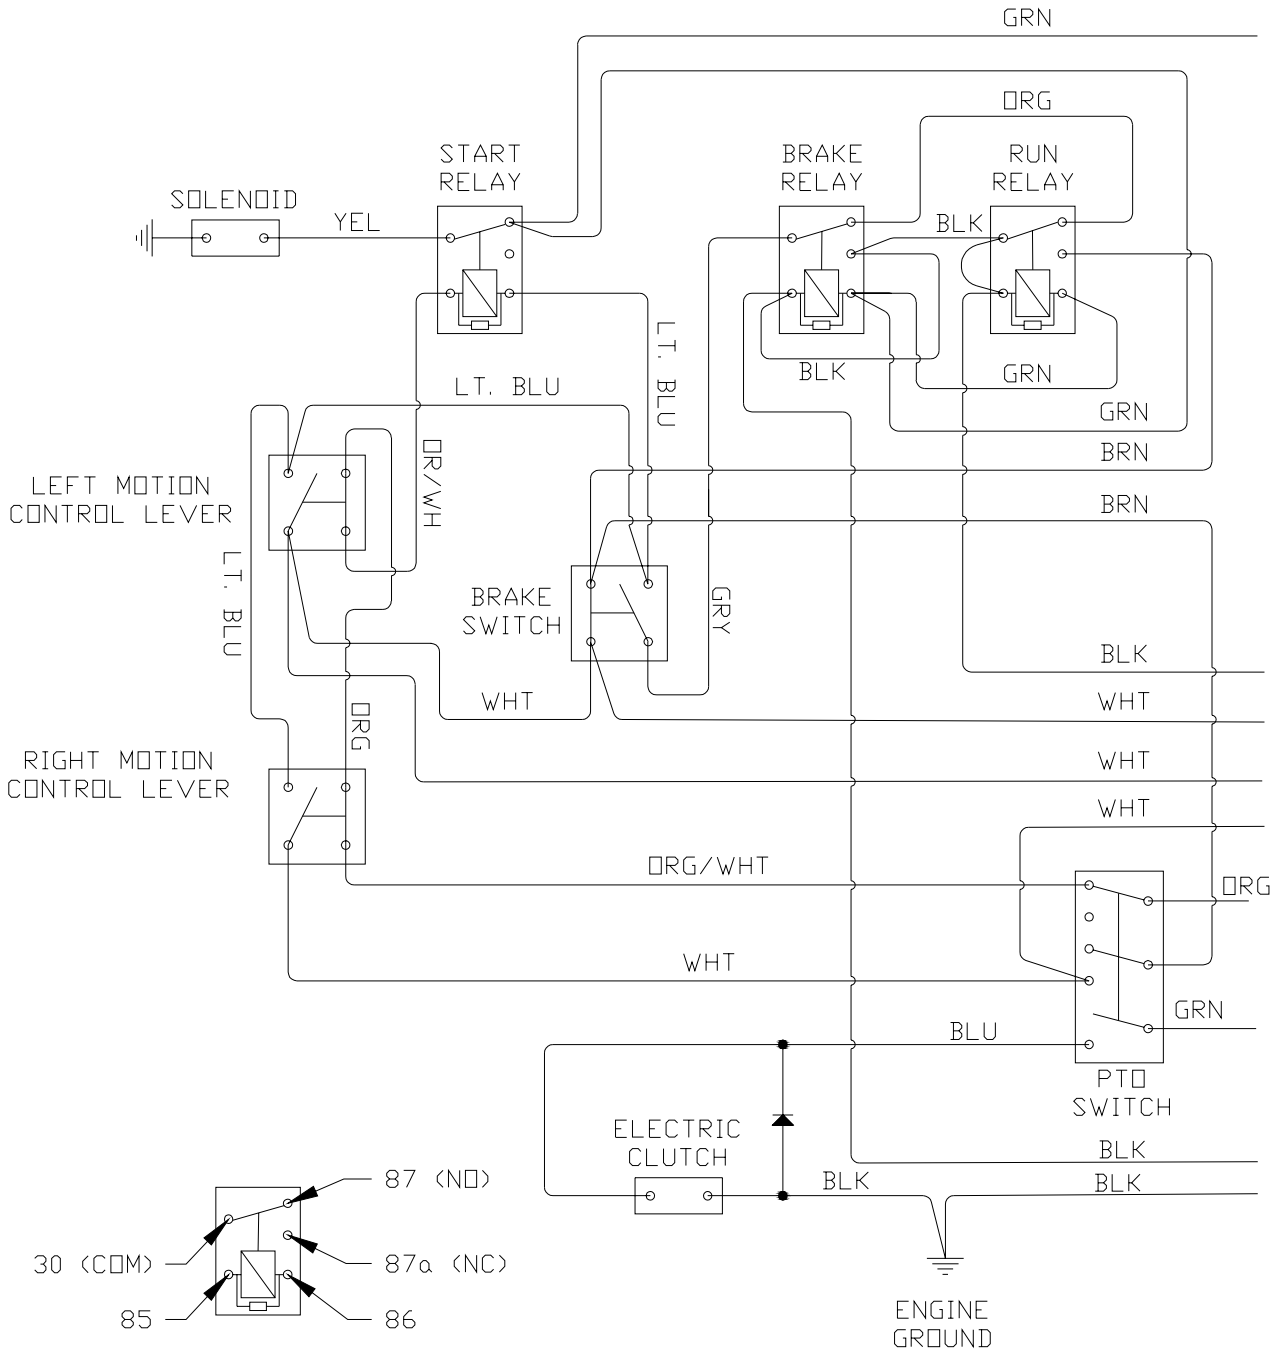 GRN
ORG
START
RELAY
BRAKE
RELAY
RUN
RELAY
SOLENOID
YEL
BLK
LT. BLU
BLK
GRN
LT. BLU
GRN
OR/WH
BRN
LEFT MOTION
CONTROL LEVER
BRN
LT. BLU
BRAKE
SWITCH
GRY
BLK
WHT
WHT
ORG
RIGHT MOTION
CONTROL LEVER
WHT
WHT
ORG/WHT
ORG
WHT
GRN
BLU
PTO
SWITCH
ELECTRIC
CLUTCH
BLK
BLK
BLK
87 (NO)
30 (COM)
87a (NC)
85
86
ENGINE
GROUND